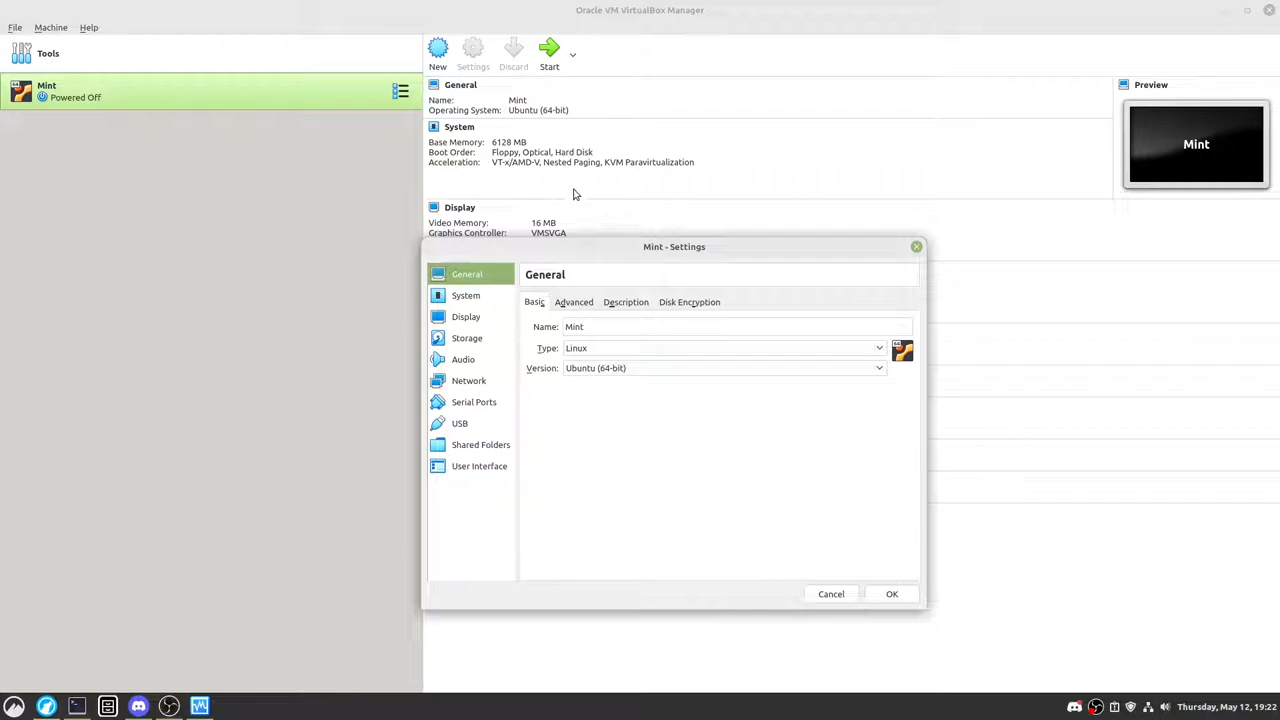 Oracle VM VirtualBox Manager
File Machine Help
Tools
New Settings Discard Start
Mint
Powered Off
General
Name: Mint
Operating System: Ubuntu (64-bit)
System
Base Memory: 6128 MB
Boot Order: Floppy, Optical, Hard Disk
Acceleration: VT-x/AMD-V, Nested Paging, KVM Paravirtualization
Display
Video Memory: 16 MB
Graphics Controller: VMSVGA
Preview
Mint
Mint - Settings
General
System
Display
Storage
Audio
Network
Serial Ports
USB
Shared Folders
User Interface
General
Basic Advanced Description Disk Encryption
Name: Mint
Type: Linux
Version: Ubuntu (64-bit)
Cancel OK
Thursday, May 12, 19:22